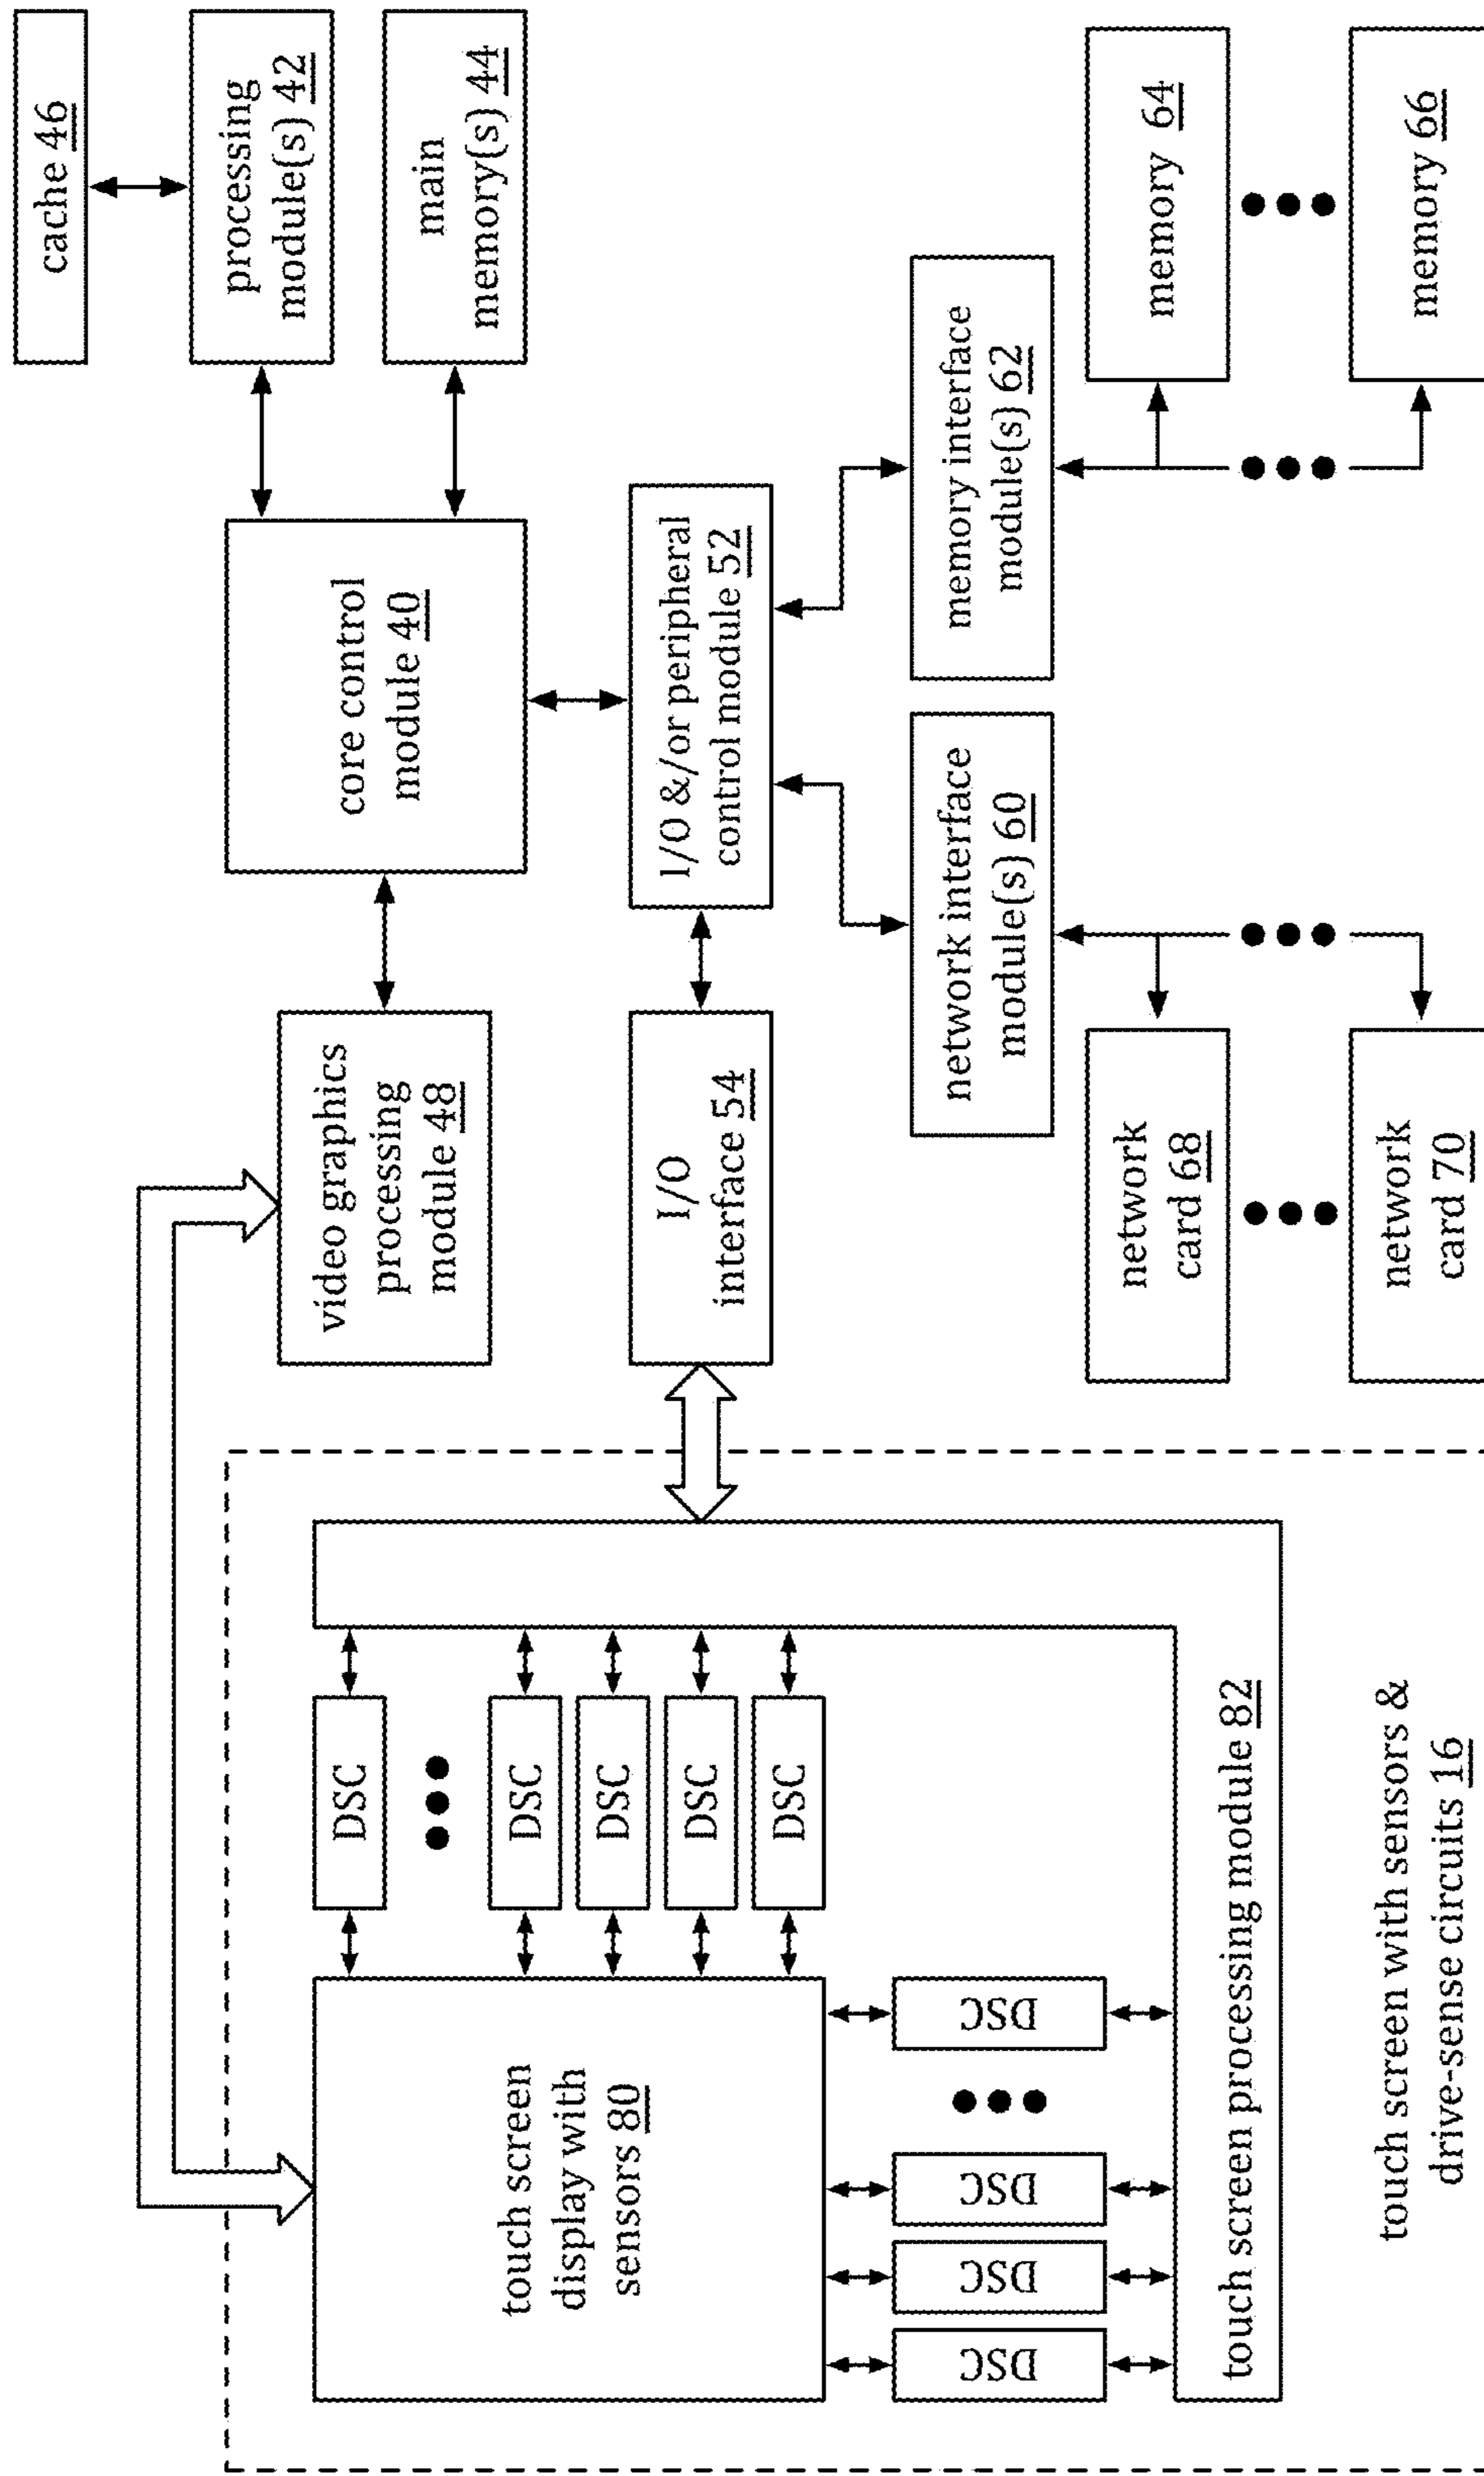 cache 46
processing
module(s) 42
main
memory(s) 44
core control
module 40
video graphics
processing
module 48
I/O &/or peripheral
control module 52
I/O
interface 54
memory interface
module(s) 62
network interface
module(s) 60
memory 64
memory 66
network
card 68
network
card 70
touch screen
display with
sensors 80
DSC
DSC
DSC
DSC
DSC
DSC
DSC
DSC
DSC
touch screen processing module 82
touch screen with sensors &
drive-sense circuits 16